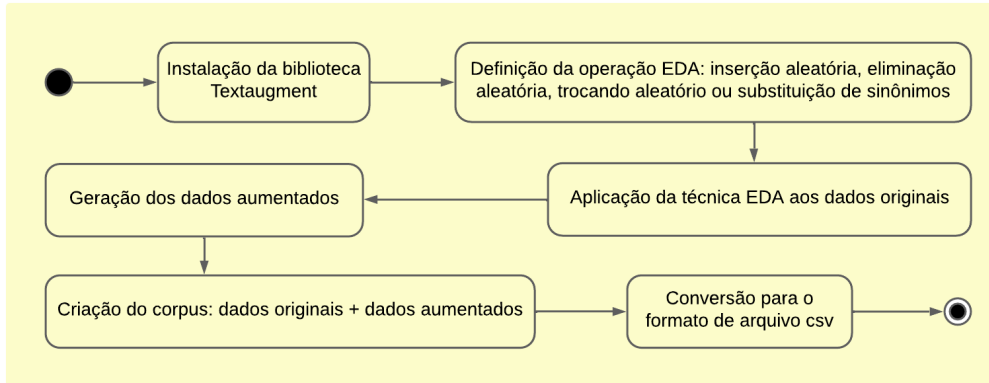 Instalação da biblioteca
Textaugment
Definição da operação EDA: inserção aleatória, eliminação
aleatória, trocando aleatório ou substituição de sinônimos
Aplicação da técnica EDA aos dados originais
Geração dos dados aumentados
Criação do corpus: dados originais + dados aumentados
Conversão para o
formato de arquivo csv